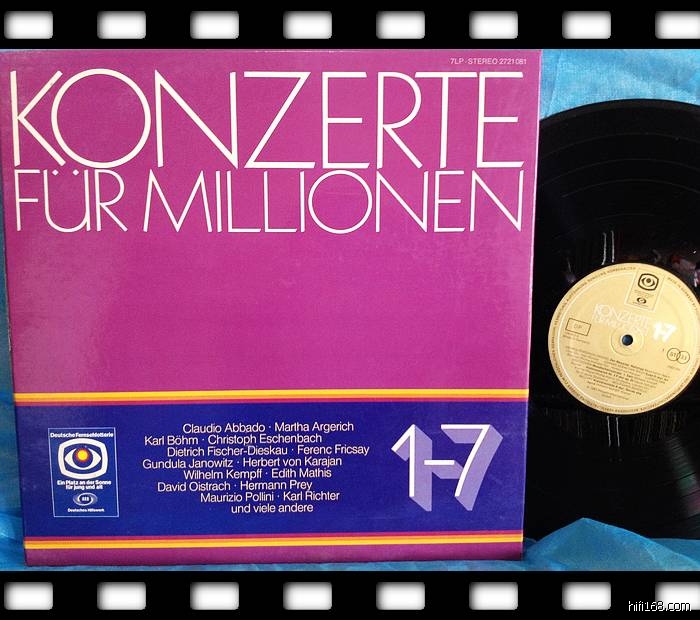 7LP · STEREO 2721 081
KONZERTE
FÜR MILLIONEN
Deutsche Fernsehlotterie
Ein Platz an der Sonne
für jung und alt
Deutsches Hilfswerk
Claudio Abbado · Martha Argerich
Karl Böhm · Christoph Eschenbach
Dietrich Fischer-Dieskau · Ferenc Fricsay
Gundula Janowitz · Herbert von Karajan
Wilhelm Kempff · Edith Mathis
David Oistrach · Hermann Prey
Maurizio Pollini · Karl Richter
und viele andere
1-7
KONZERTE
FÜR MILLIONEN
1-7
hifi168.com